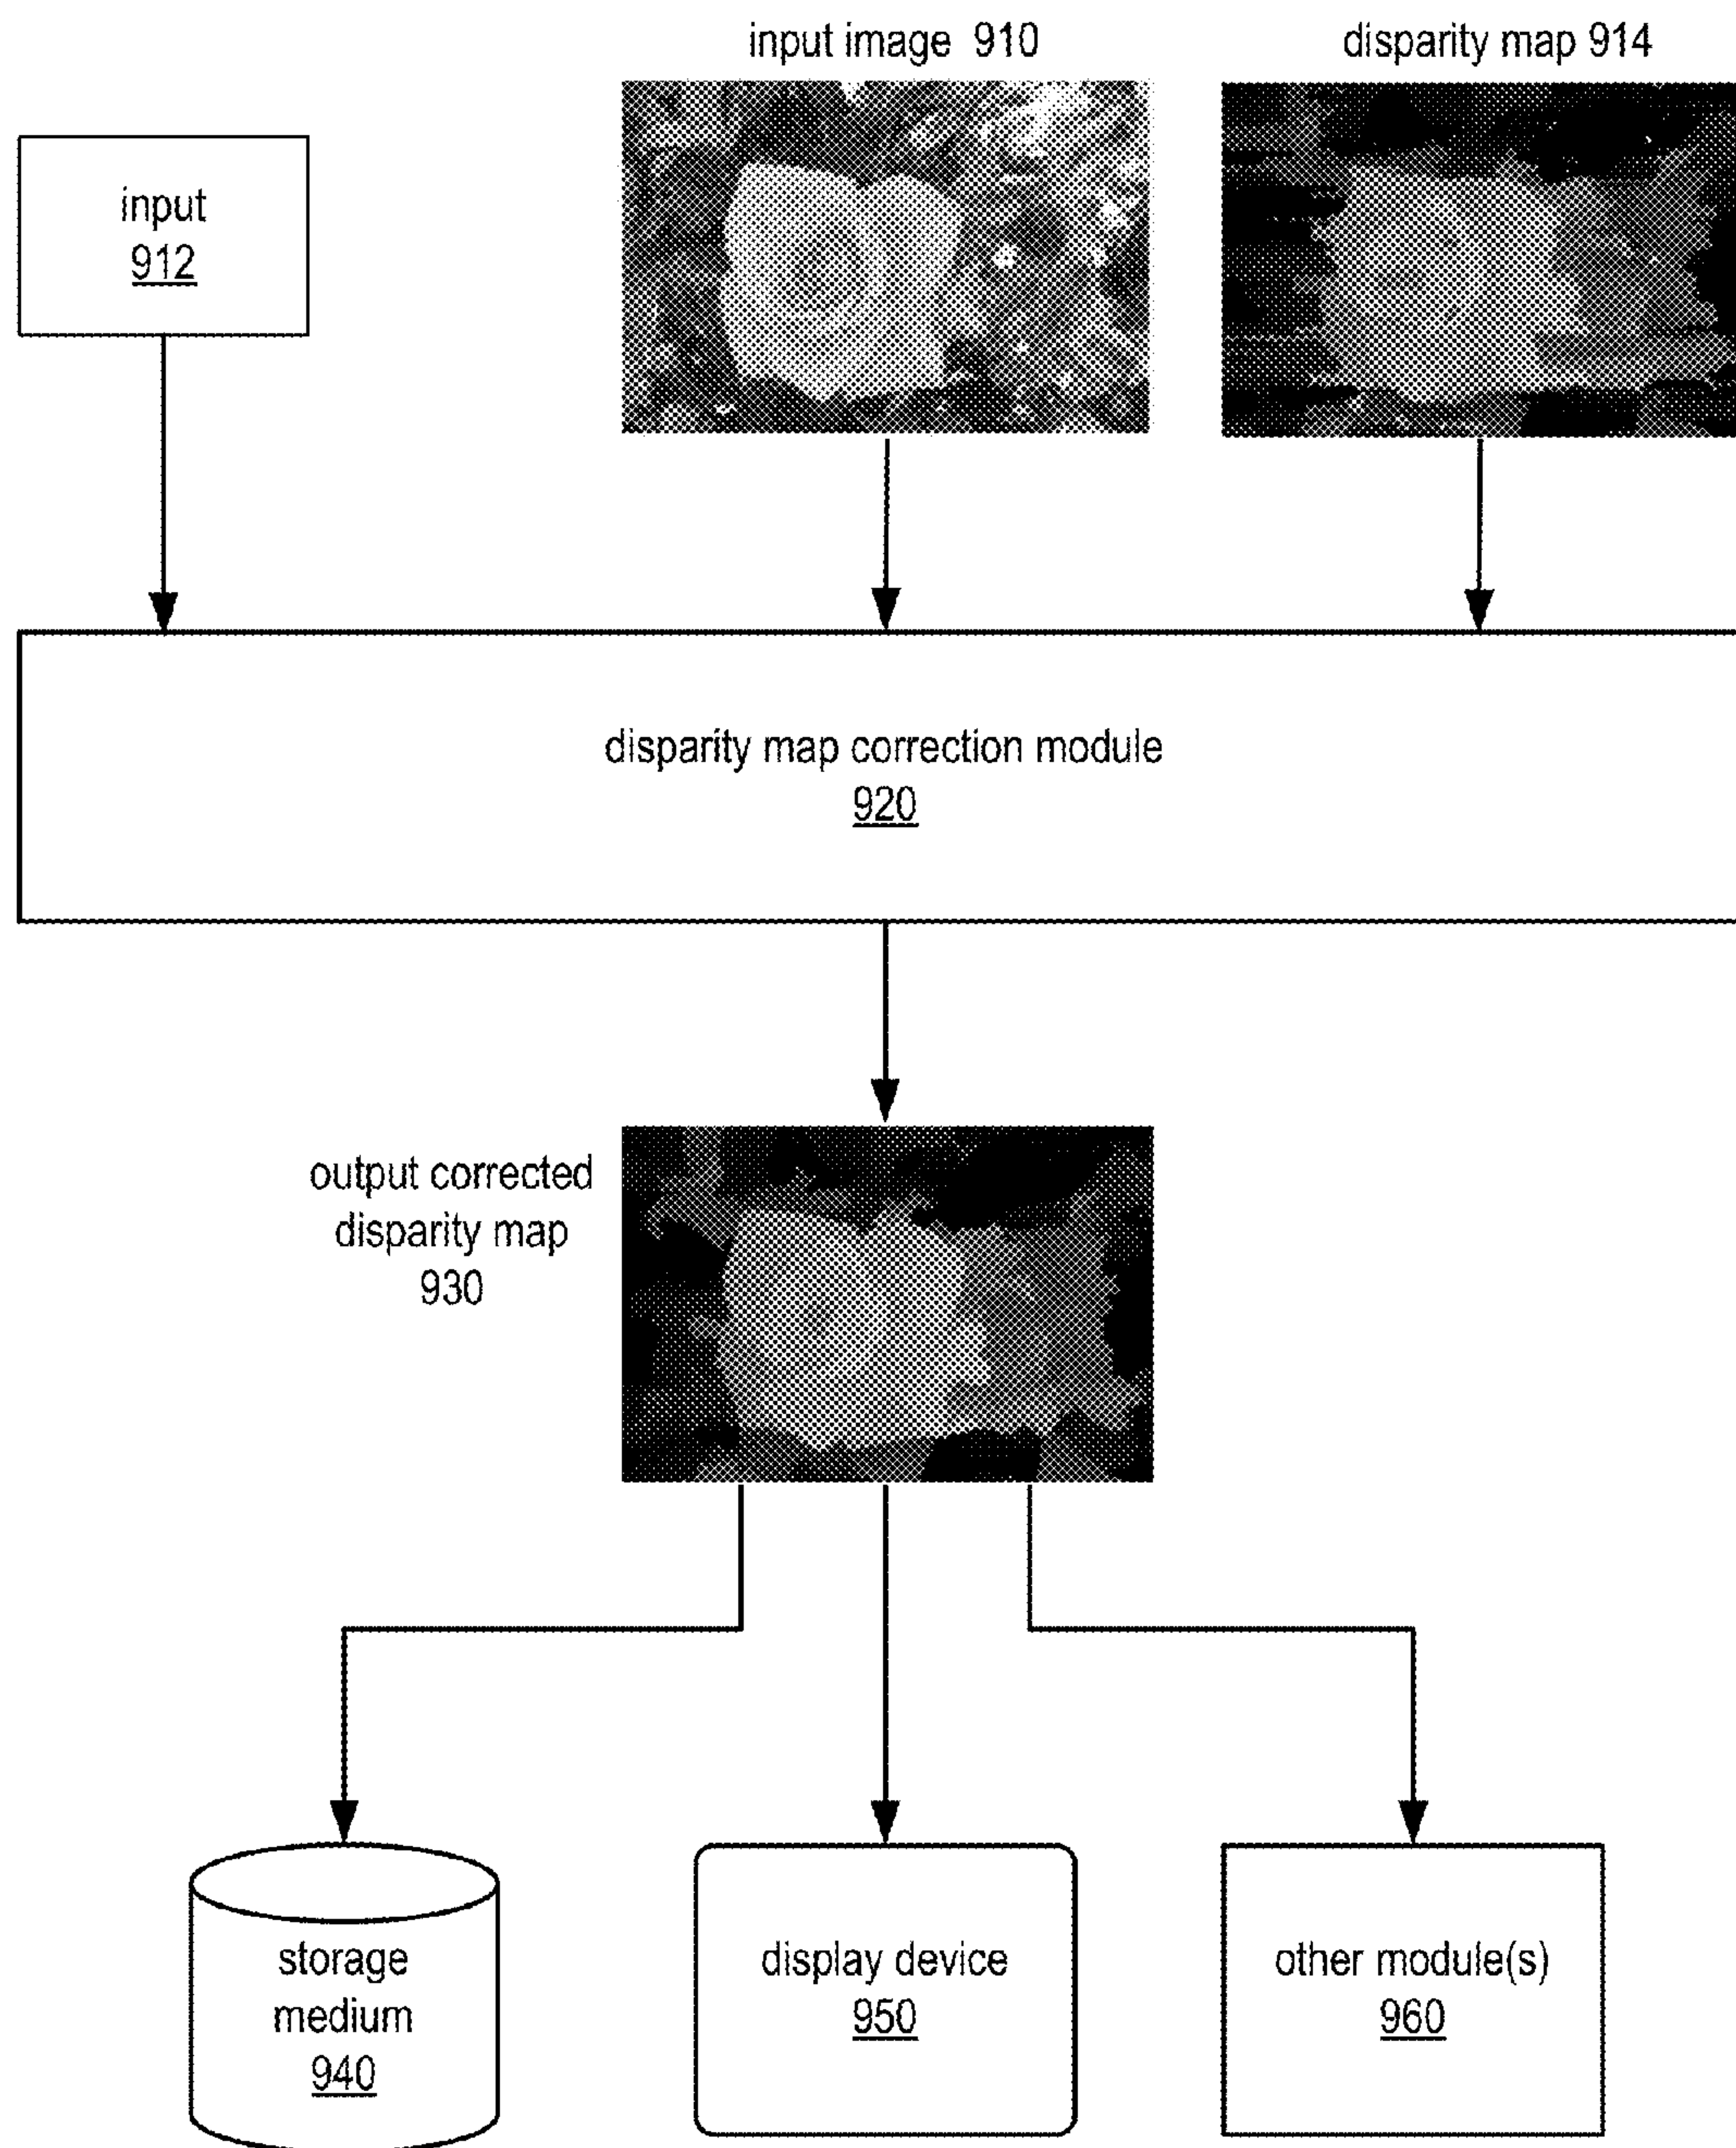 input image 910
disparity map 914
input
912
disparity map correction module
920
output corrected
disparity map
930
storage
medium
940
display device
950
other module(s)
960